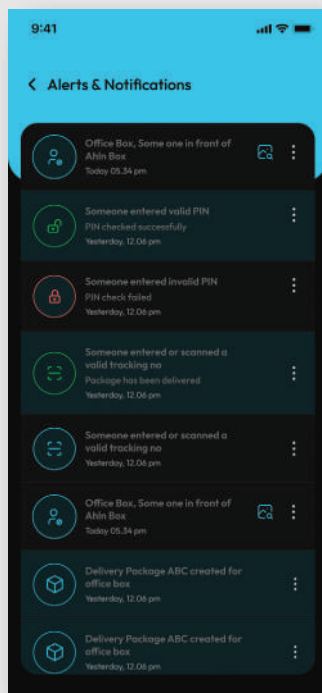 9:41
Alerts & Notifications
Office Box, Some one in front of
Ahin Box
Today 05.34 pm
Someone entered valid PIN
PIN checked successfully
Yesterday, 12.06 pm
Someone entered invalid PIN
PIN check failed
Yesterday, 12.06 pm
Someone entered or scanned a
valid tracking no
Package has been delivered
Yesterday, 12.06 pm
Someone entered or scanned a
valid tracking no
Yesterday, 12.06 pm
Office Box, Some one in front of
Ahin Box
Today 05.34 pm
Delivery Package ABC created for
office box
Yesterday, 12.06 pm
Delivery Package ABC created for
office box
Yesterday, 12.06 pm